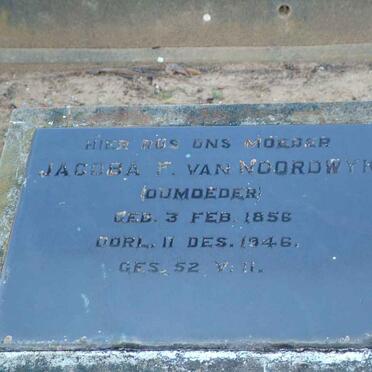 HIER RUS ONS MOEDER
JACOBA F. VAN NOORDWYK
(OUMOEDER)
GEB. 3 FEB. 1856
OORL. 11 DES. 1946.
GES. 52 V. 11.